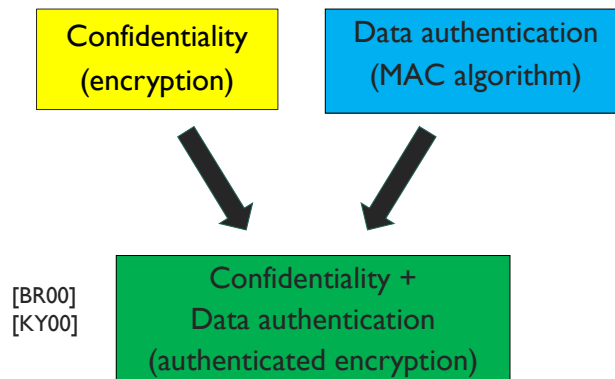 Confidentiality
(encryption)
Data authentication
(MAC algorithm)
[BR00]
[KY00]
Confidentiality +
Data authentication
(authenticated encryption)